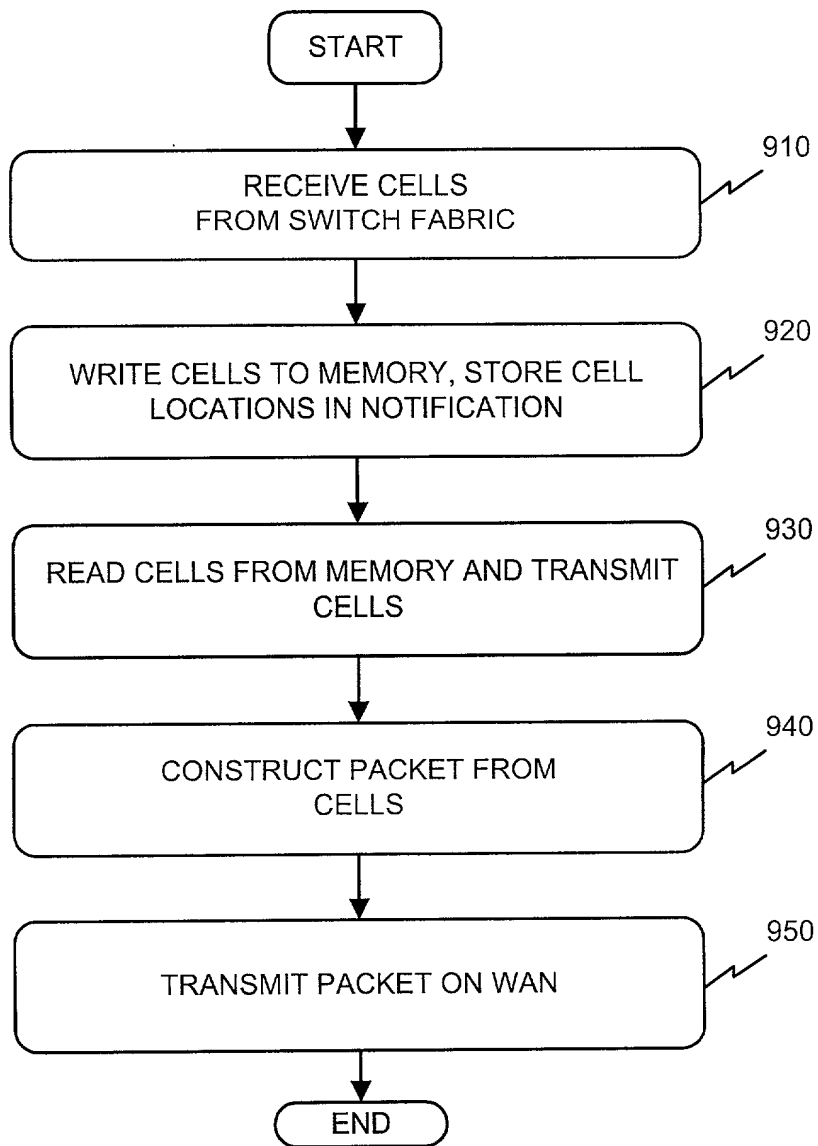 START
910
RECEIVE CELLS
FROM SWITCH FABRIC
920
WRITE CELLS TO MEMORY, STORE CELL
LOCATIONS IN NOTIFICATION
930
READ CELLS FROM MEMORY AND TRANSMIT
CELLS
940
CONSTRUCT PACKET FROM
CELLS
950
TRANSMIT PACKET ON WAN
END